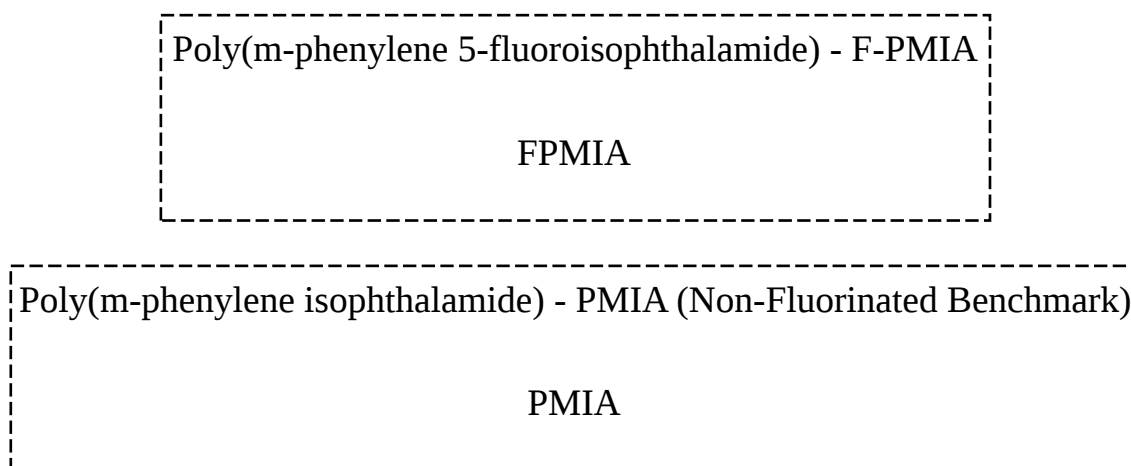 Poly(m-phenylene 5-fluoroisophthalamide) - F-PMIA
FPMIA
Poly(m-phenylene isophthalamide) - PMIA (Non-Fluorinated Benchmark)
PMIA